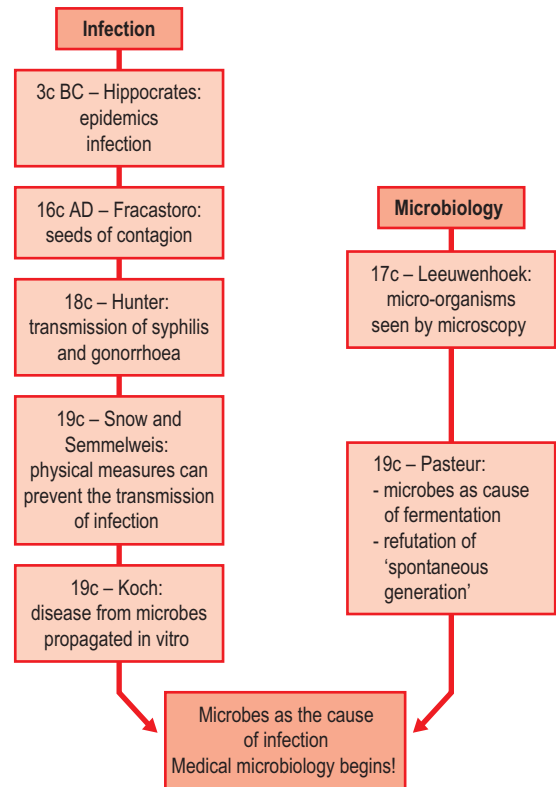 Infection
3c BC – Hippocrates:
epidemics
infection
16c AD – Fracastoro:
seeds of contagion
18c – Hunter:
transmission of syphilis
and gonorrhoea
19c – Snow and
Semmelweis:
physical measures can
prevent the transmission
of infection
19c – Koch:
disease from microbes
propagated in vitro
Microbiology
17c – Leeuwenhoek:
micro-organisms
seen by microscopy
19c – Pasteur:
- microbes as cause
of fermentation
- refutation of
‘spontaneous
generation’
Microbes as the cause
of infection
Medical microbiology begins!